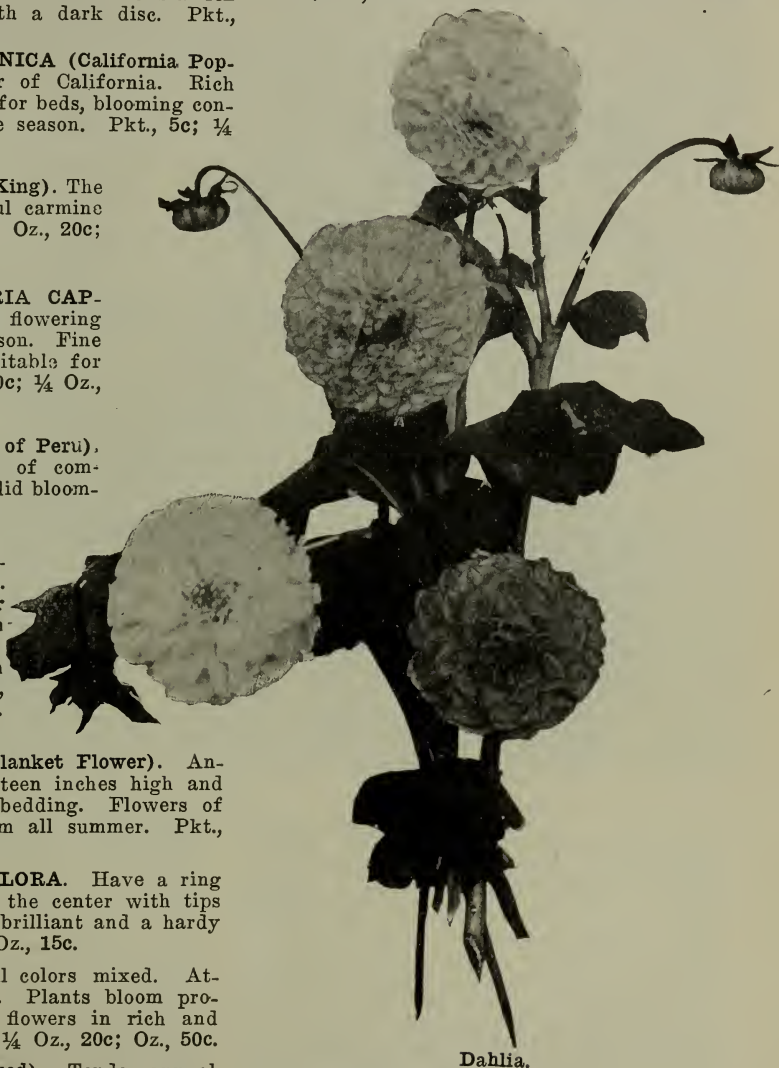 th a dark disc. Pkt.,
NICA (California Pop-
r of California. Rich
for beds, blooming con-
e season. Pkt., 5c; ¼
King). The
ul carmine
Oz., 20c;
RIA CAP-
flowering
son. Fine
itable for
0c; ¼ Oz.,
of Peru),
of com-
lid bloom-
lanket Flower). An-
teen inches high and
bedding. Flowers of
m all summer. Pkt.,
LORA. Have a ring
the center with tips
brilliant and a hardy
Oz., 15c.
l colors mixed. At-
. Plants bloom pro-
flowers in rich and
¼ Oz., 20c; Oz., 50c.
Dahlia.